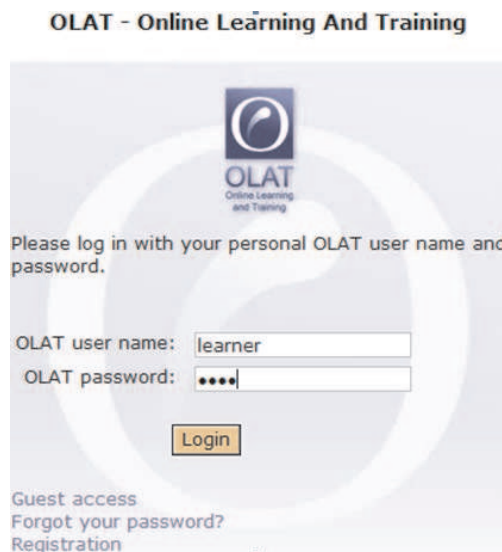 OLAT - Online Learning And Training
OLAT
Online Learning
and Training
Please log in with your personal OLAT user name and
password.
OLAT user name: learner
OLAT password: ••••
Login
Guest access
Forgot your password?
Registration